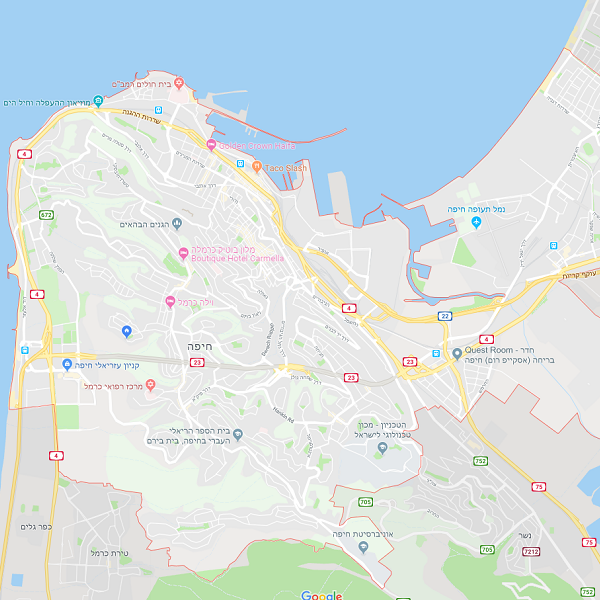 בית חולים רמב"ם
מוזיאון ההעפלה וחיל הים
שדרות ההגנה
Golden Crown Haifa
Taco Slash
4
672
הגנים הבהאים
נמל תעופה חיפה
מלון בוטיק כרמלה
Boutique Hotel Carmella
עוקף קריות
4
וילה כרמל
4
22
4
חיפה
23
23
Quest Room - חדר
בריחה (אסקייפ רום) חיפה
קניון עזריאלי חיפה
מרכז רפואי כרמל
23
Hankin Rd
הטכניון - מכון
טכנולוגי לישראל
בית הספר הריאלי
העברי בחיפה, בית בירם
4
752
75
705
752
כפר גלים
טירת כרמל
אוניברסיטת חיפה
נשר
705
7212
75
Google